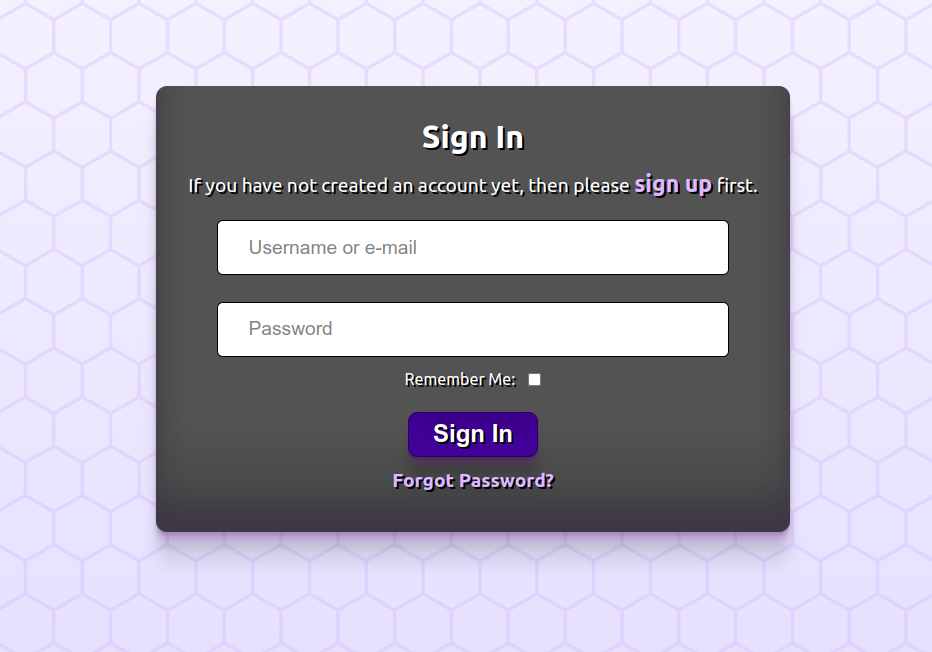 Sign In
If you have not created an account yet, then please sign up first.
Username or e-mail
Password
Remember Me:
Sign In
Forgot Password?